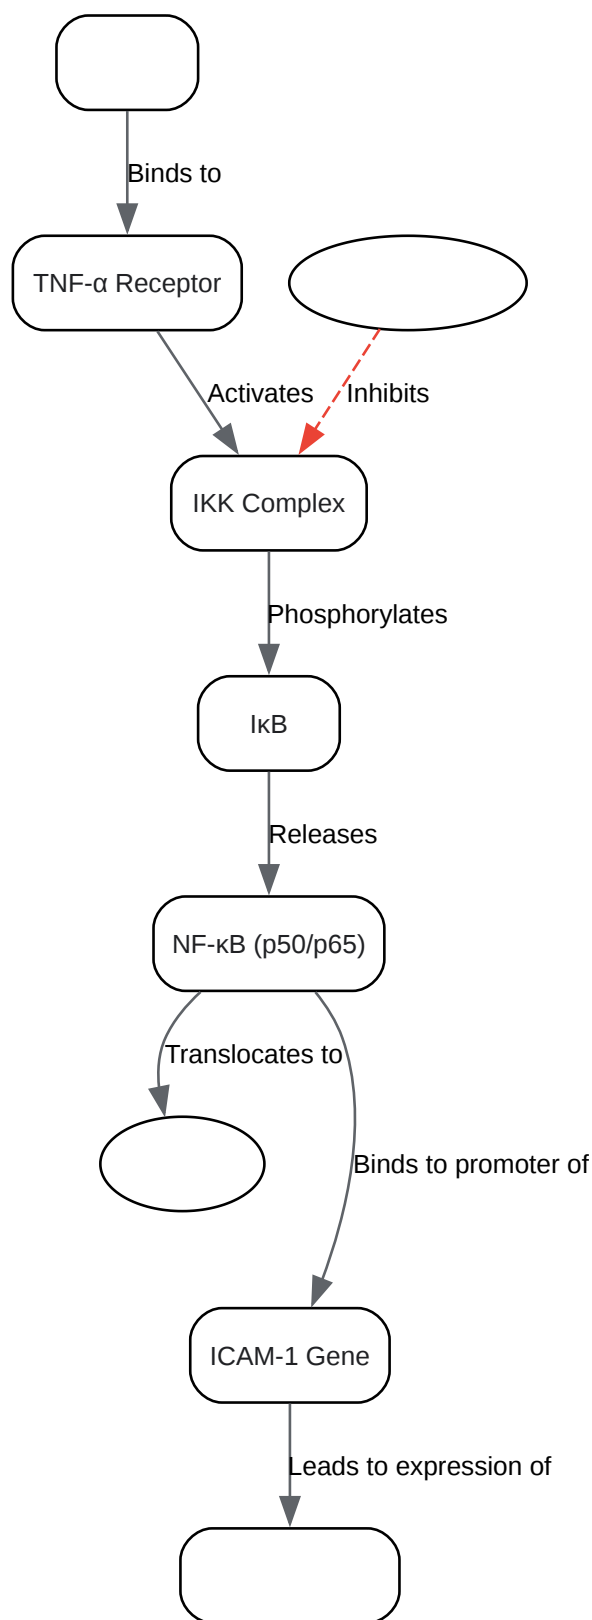 Binds to
TNF-α Receptor
Activates
Inhibits
IKK Complex
Phosphorylates
IκB
Releases
NF-κB (p50/p65)
Translocates to
Binds to promoter of
ICAM-1 Gene
Leads to expression of